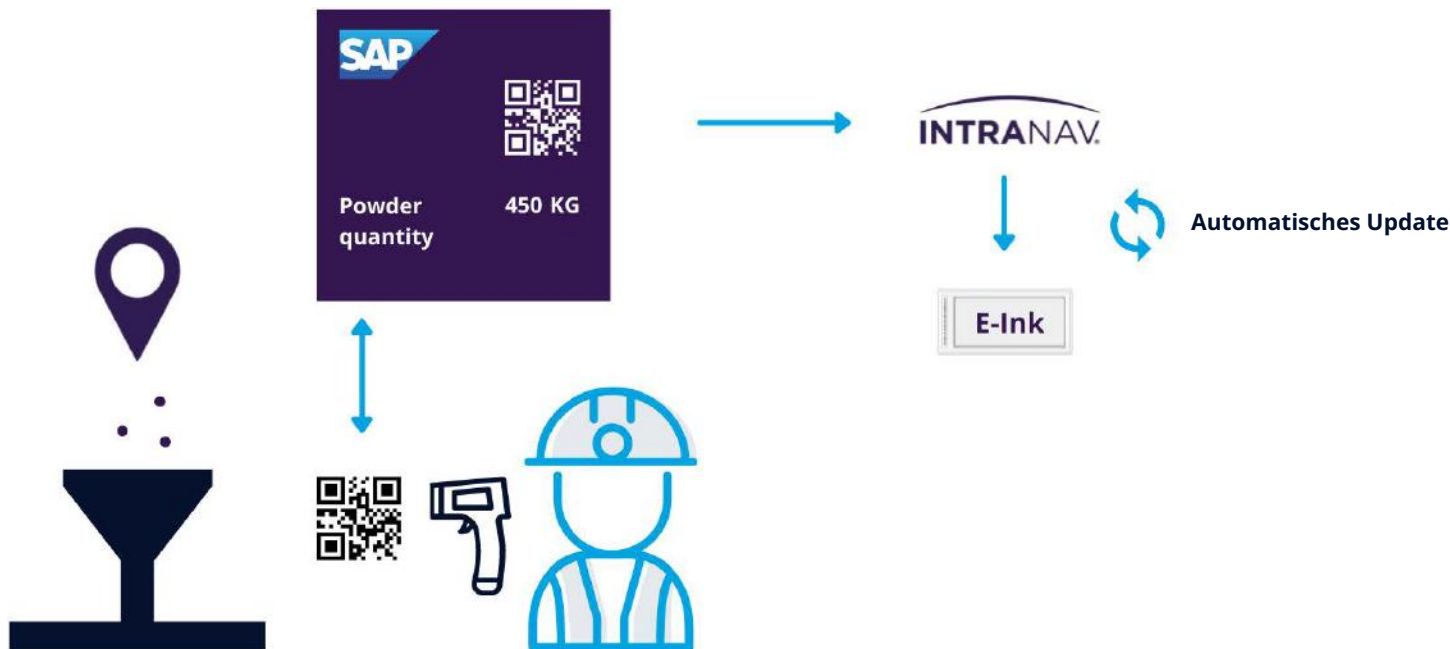 SAP
Powder 450 KG
quantity
INTRANAV.
Automatisches Update
E-Ink